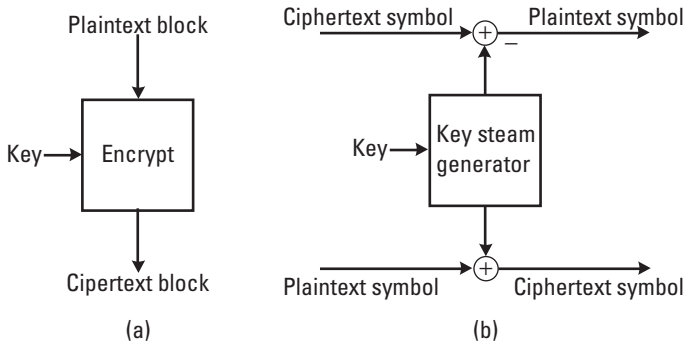 Plaintext block
Key
Encrypt
Cipertext block
(a)
Ciphertext symbol
Plaintext symbol
+
−
Key
Key steam
generator
+
Plaintext symbol
Ciphertext symbol
(b)